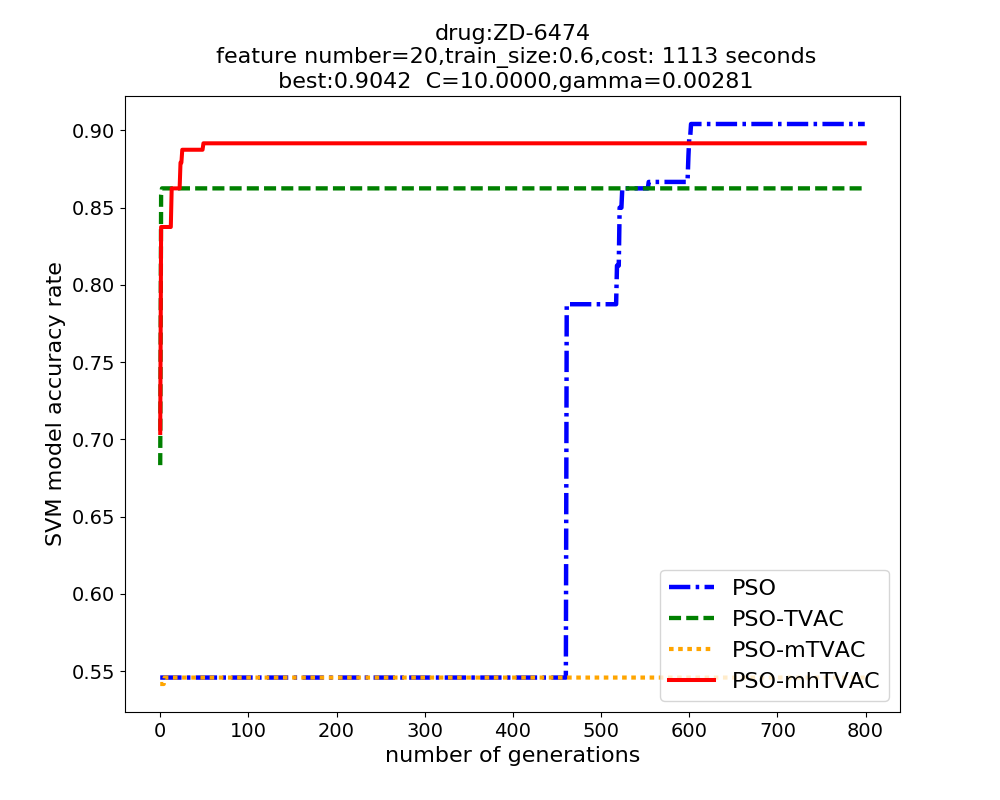 drug:ZD-6474
feature number=20,train_size:0.6,cost: 1113 seconds
best:0.9042  C=10.0000,gamma=0.00281
SVM model accuracy rate
0.90
0.85
0.80
0.75
0.70
0.65
0.60
0.55
PSO
PSO-TVAC
PSO-mTVAC
PSO-mhTVAC
0 100 200 300 400 500 600 700 800
number of generations